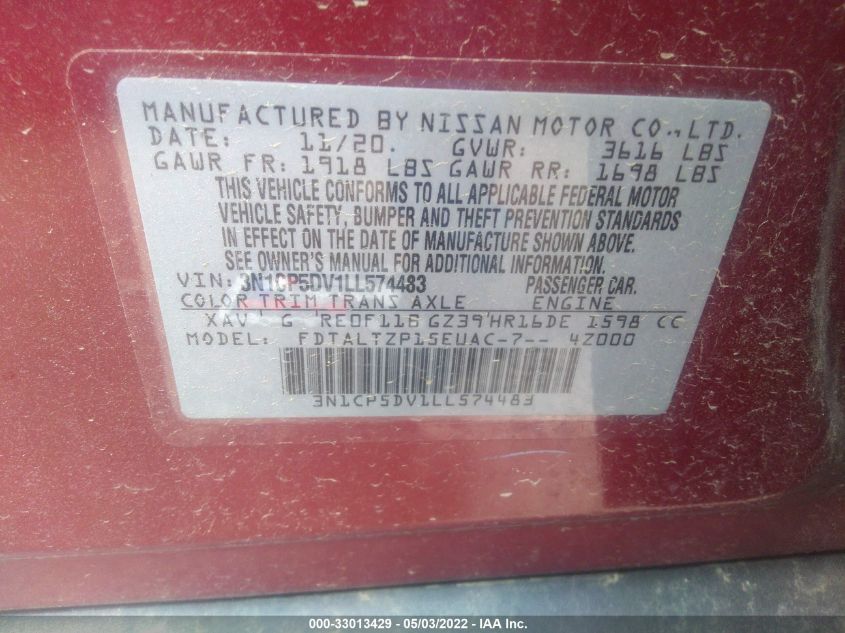 MANUFACTURED BY NISSAN MOTOR CO., LTD.
DATE: 11/20. GVWR: 3616 LBS
GAWR FR: 1918 LBS GAWR RR: 1698 LBS
THIS VEHICLE CONFORMS TO ALL APPLICABLE FEDERAL MOTOR
VEHICLE SAFETY, BUMPER AND THEFT PREVENTION STANDARDS
IN EFFECT ON THE DATE OF MANUFACTURE SHOWN ABOVE.
SEE OWNER'S MANUAL FOR ADDITIONAL INFORMATION.
VIN: 3N1CP5DV1LL574483 PASSENGER CAR.
COLOR TRIM TRANS AXLE ENGINE
XAV G RE0F11B GZ39 HR16DE 1598 CC
MODEL: FDTALTZP15EUAC-7-- 4Z000
3N1CP5DV1LL574483
000-33013429 - 05/03/2022 - IAA Inc.